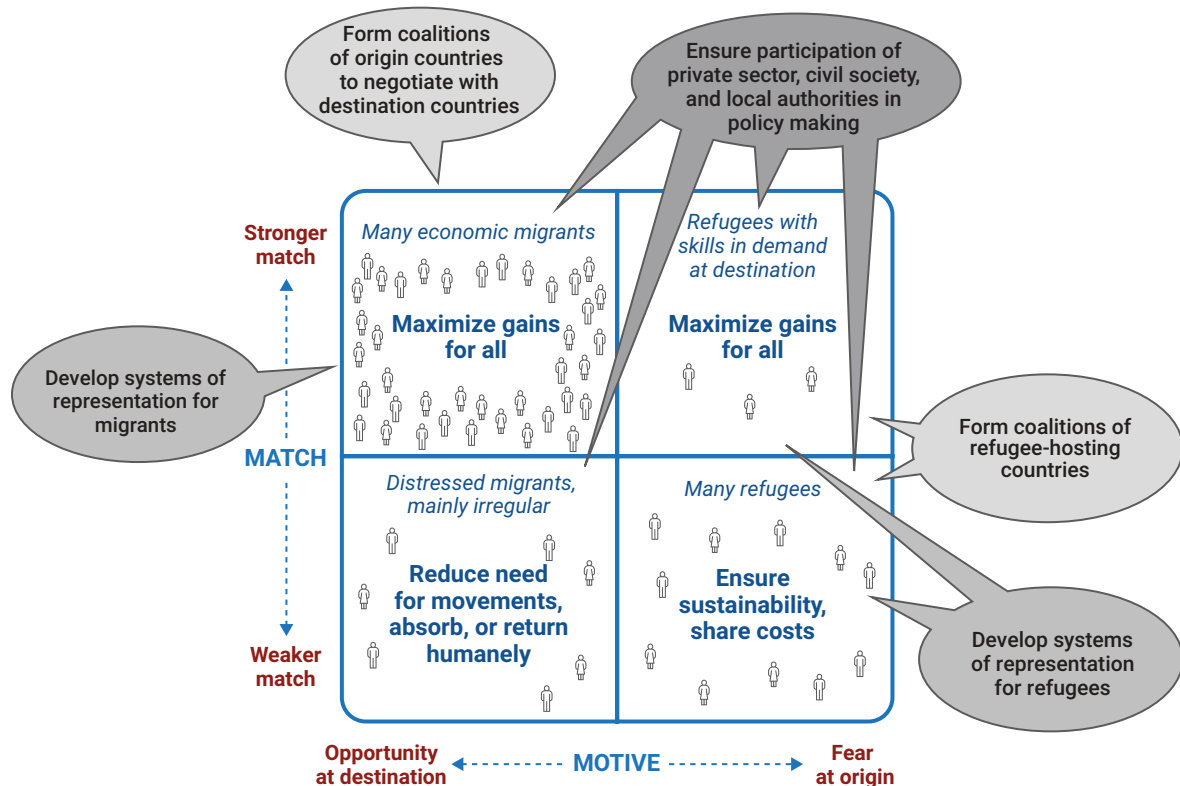 Form coalitions
of origin countries
to negotiate with
destination countries
Ensure participation of
private sector, civil society,
and local authorities in
policy making
Stronger
match
Many economic migrants
Maximize gains
for all
Refugees with
skills in demand
at destination
Maximize gains
for all
Develop systems of
representation for
migrants
MATCH
Form coalitions of
refugee-hosting
countries
Distressed migrants,
mainly irregular
Reduce need
for movements,
absorb, or return
humanely
Many refugees
Ensure
sustainability,
share costs
Weaker
match
Develop systems
of representation
for refugees
Opportunity
at destination
MOTIVE
Fear
at origin